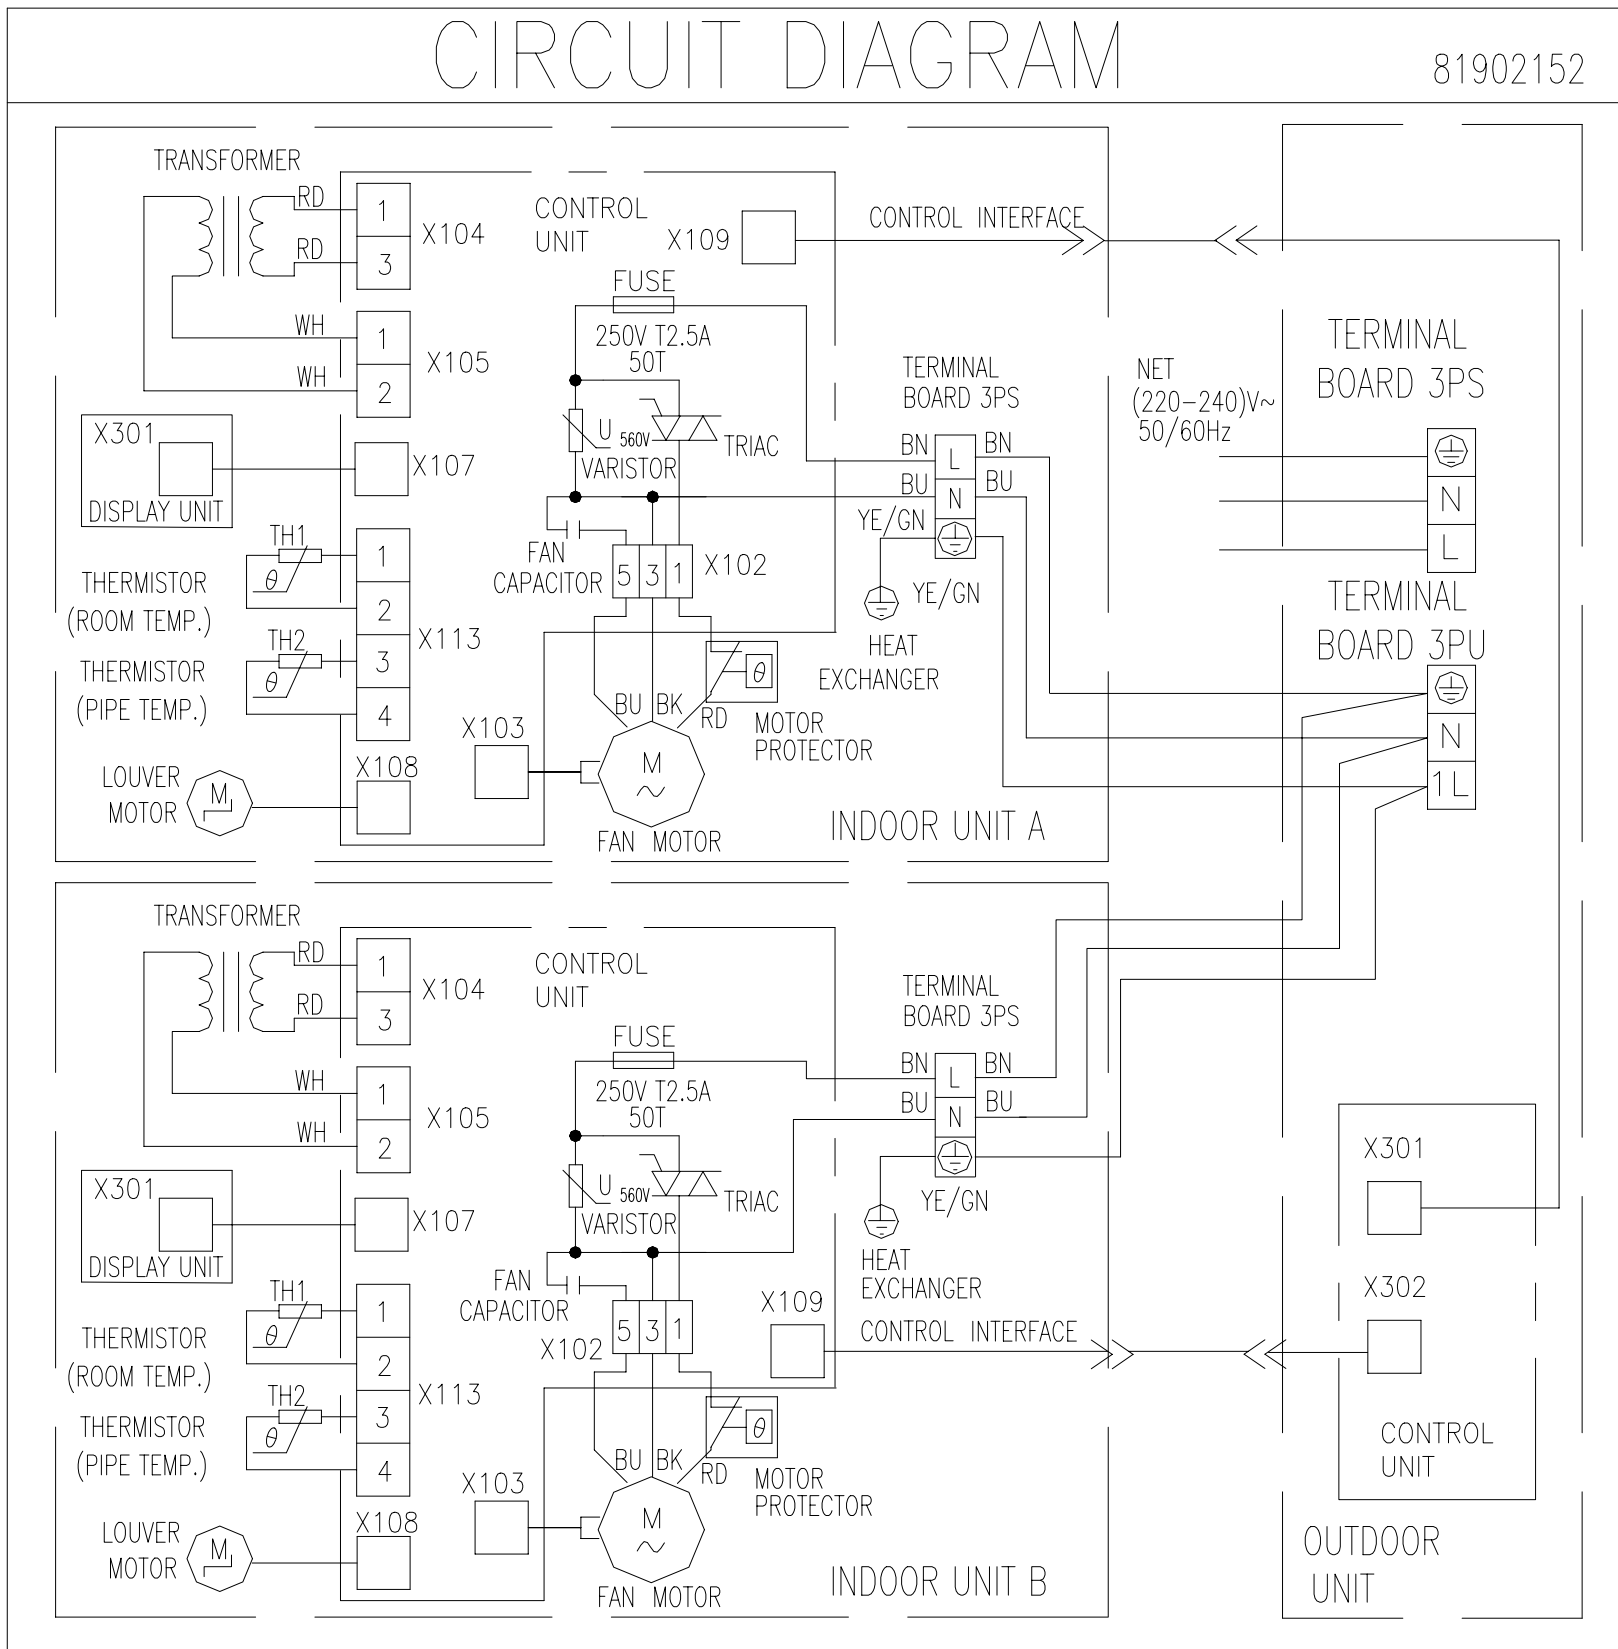 CIRCUIT DIAGRAM
81902152
TRANSFORMER
RD
1
X104
RD
3
WH
1
X105
WH
2
X301
DISPLAY UNIT
X107
TH1
θ
THERMISTOR
(ROOM TEMP.)
1
2
X113
TH2
θ
THERMISTOR
(PIPE TEMP.)
3
4
LOUVER
MOTOR
M
X108
CONTROL
UNIT
X109
CONTROL INTERFACE
FUSE
250V T2.5A
50T
U
560V
VARISTOR
TRIAC
FAN
CAPACITOR
5 3 1
X102
BU
BK
RD
θ
MOTOR
PROTECTOR
X103
M
FAN MOTOR
TERMINAL
BOARD 3PS
BN
L
BN
BU
N
BU
YE/GN
YE/GN
HEAT
EXCHANGER
INDOOR UNIT A
NET
(220-240)V~
50/60Hz
TERMINAL
BOARD 3PS
N
L
TERMINAL
BOARD 3PU
N
1L
TRANSFORMER
RD
1
X104
RD
3
WH
1
X105
WH
2
X301
DISPLAY UNIT
X107
TH1
θ
THERMISTOR
(ROOM TEMP.)
1
2
X113
TH2
θ
THERMISTOR
(PIPE TEMP.)
3
4
LOUVER
MOTOR
M
X108
CONTROL
UNIT
FUSE
250V T2.5A
50T
U
560V
VARISTOR
TRIAC
FAN
CAPACITOR
5 3 1
X102
BU
BK
RD
θ
MOTOR
PROTECTOR
X103
M
FAN MOTOR
TERMINAL
BOARD 3PS
BN
L
BN
BU
N
BU
YE/GN
HEAT
EXCHANGER
X109
CONTROL INTERFACE
INDOOR UNIT B
X301
X302
CONTROL
UNIT
OUTDOOR
UNIT